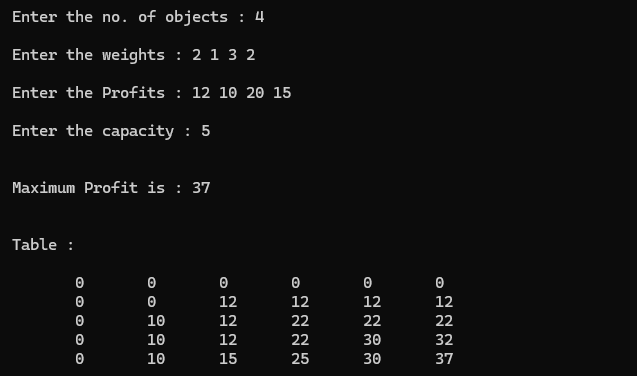 Enter the no. of objects : 4
Enter the weights : 2 1 3 2
Enter the Profits : 12 10 20 15
Enter the capacity : 5
Maximum Profit is : 37
Table :
0 0 0 0 0 0
0 0 12 12 12 12
0 10 12 22 22 22
0 10 12 22 30 32
0 10 15 25 30 37